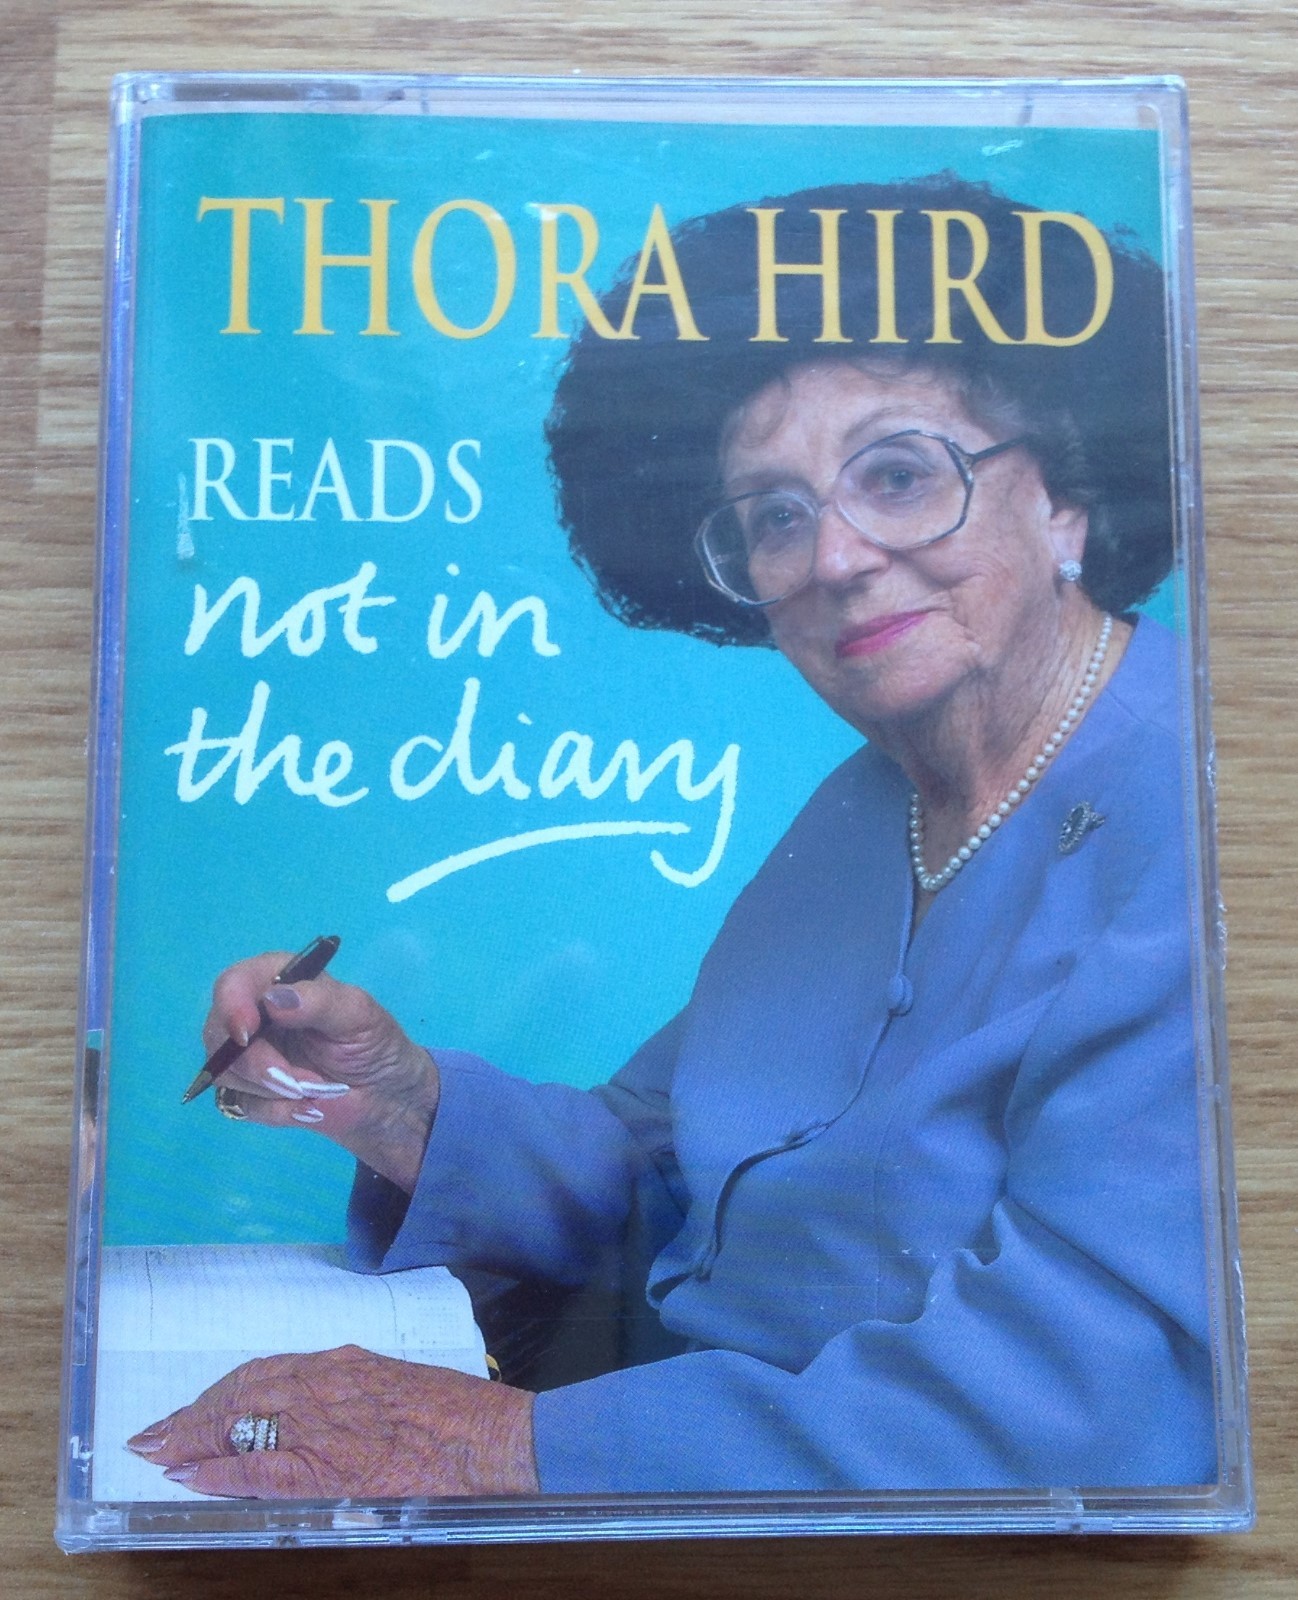 THORA HIRD
READS
not in
the diary